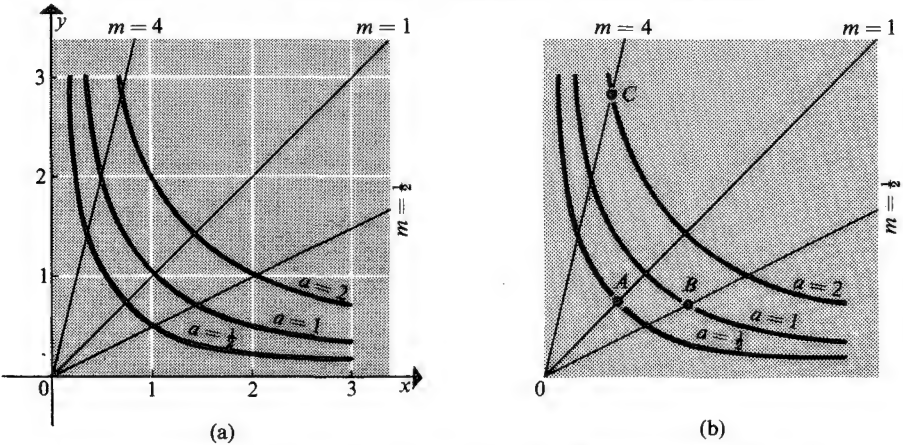 y
m = 4
m = 1
3
2
1
m = 1/2
a = 2
a = 1
a = 1/2
0
1
2
3
x
(a)
m = 4
m = 1
C
m = 1/2
A
B
a = 2
a = 1
a = 1/2
0
(b)